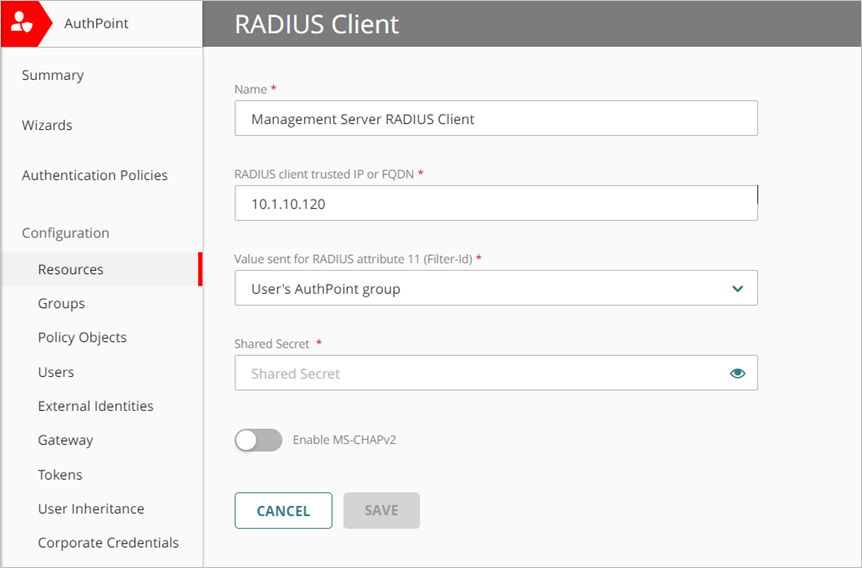 AuthPoint
RADIUS Client
Summary
Wizards
Authentication Policies
Configuration
Resources
Groups
Policy Objects
Users
External Identities
Gateway
Tokens
User Inheritance
Corporate Credentials
Name *
Management Server RADIUS Client
RADIUS client trusted IP or FQDN *
10.1.10.120
Value sent for RADIUS attribute 11 (Filter-Id) *
User's AuthPoint group
Shared Secret *
Shared Secret
Enable MS-CHAPv2
CANCEL SAVE